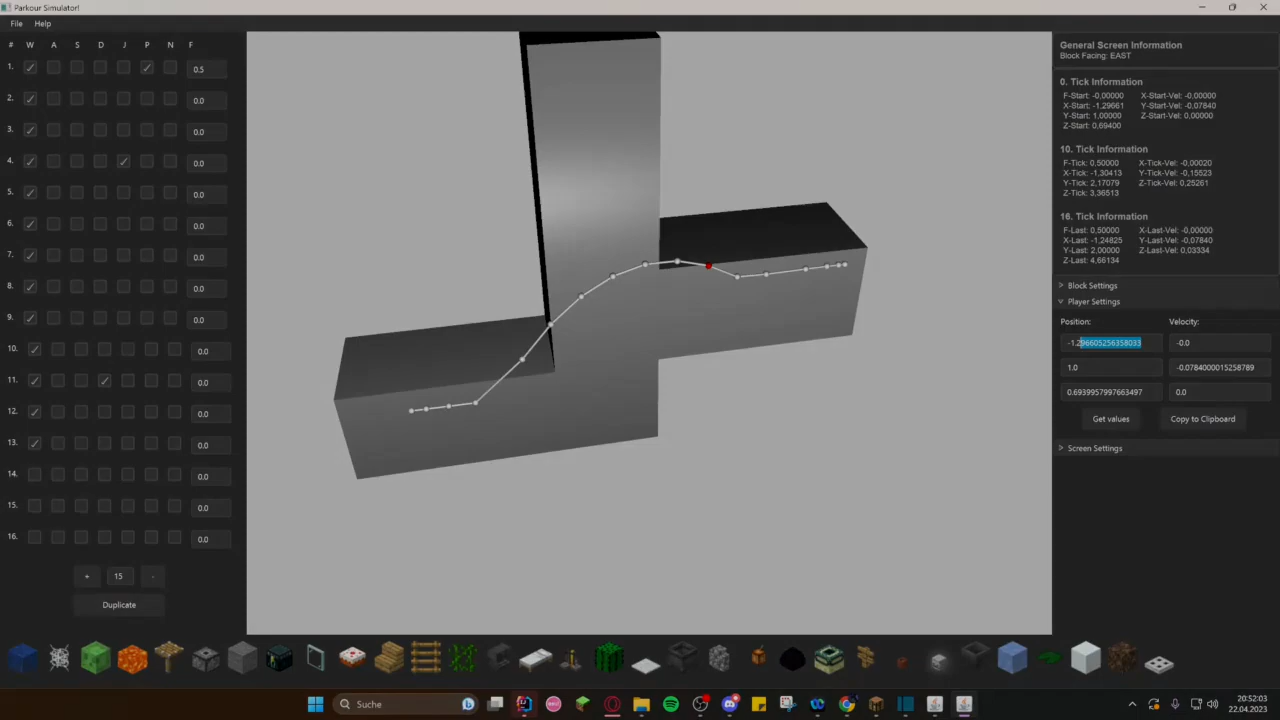 Parkour Simulator!
File Help
# W A S D J P N F
1. 0.5
2. 0.0
3. 0.0
4. 0.0
5. 0.0
6. 0.0
7. 0.0
8. 0.0
9. 0.0
10. 0.0
11. 0.0
12. 0.0
13. 0.0
14. 0.0
15. 0.0
16. 0.0
+ 15 -
Duplicate
General Screen Information
Block Facing: EAST
0. Tick Information
F-Start: -0,00000 X-Start-Vel: -0,00000
X-Start: -1,29661 Y-Start-Vel: -0,07840
Y-Start: 1,00000 Z-Start-Vel: 0,00000
Z-Start: 0,69400
10. Tick Information
F-Tick: 0,50000 X-Tick-Vel: -0,00020
X-Tick: -1,30413 Y-Tick-Vel: -0,15523
Y-Tick: 2,17079 Z-Tick-Vel: 0,25261
Z-Tick: 3,36513
16. Tick Information
F-Last: 0,50000 X-Last-Vel: -0,00000
X-Last: -1,24825 Y-Last-Vel: -0,07840
Y-Last: 2,00000 Z-Last-Vel: 0,03334
Z-Last: 4,66134
Block Settings
Player Settings
Position: Velocity:
-1.296605256358033 -0.0
1.0 -0.0784000015258789
0.6939957997663497 0.0
Get values Copy to Clipboard
Screen Settings
Suche
20:52:03
22.04.2023